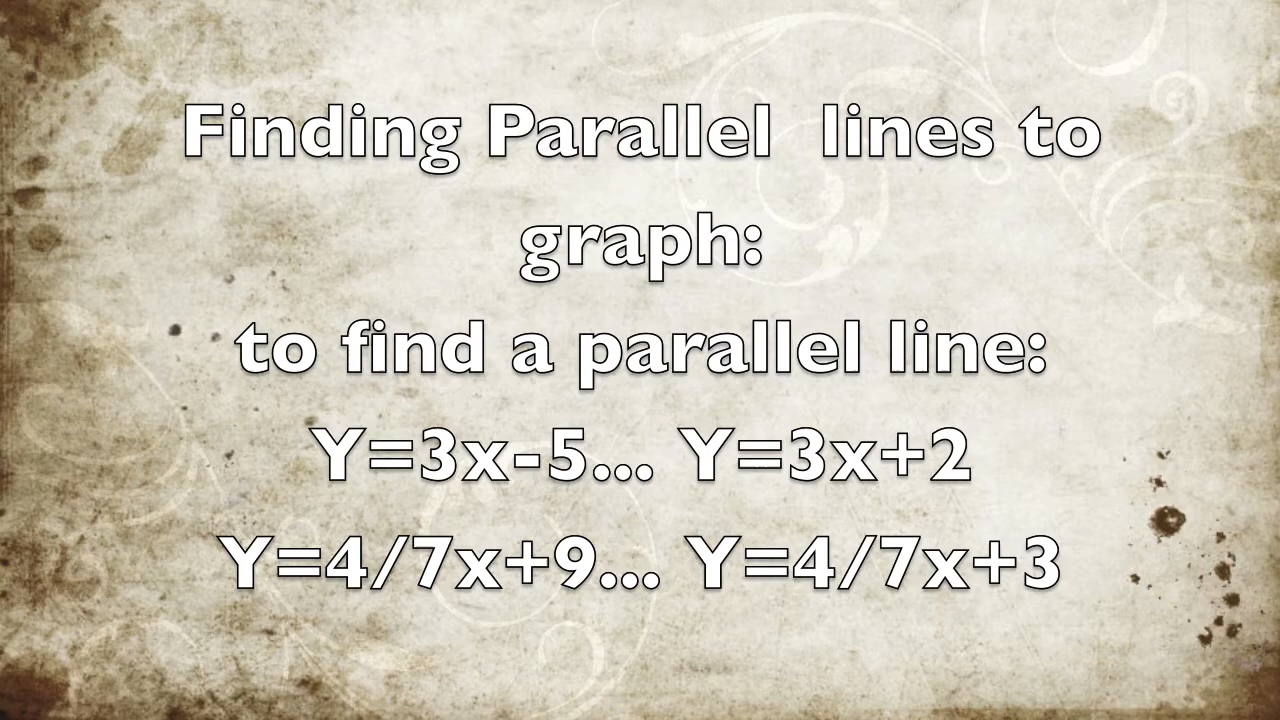 Finding Parallel  lines to
graph:
to find a parallel line:
Y=3x-5... Y=3x+2
Y=4/7x+9... Y=4/7x+3